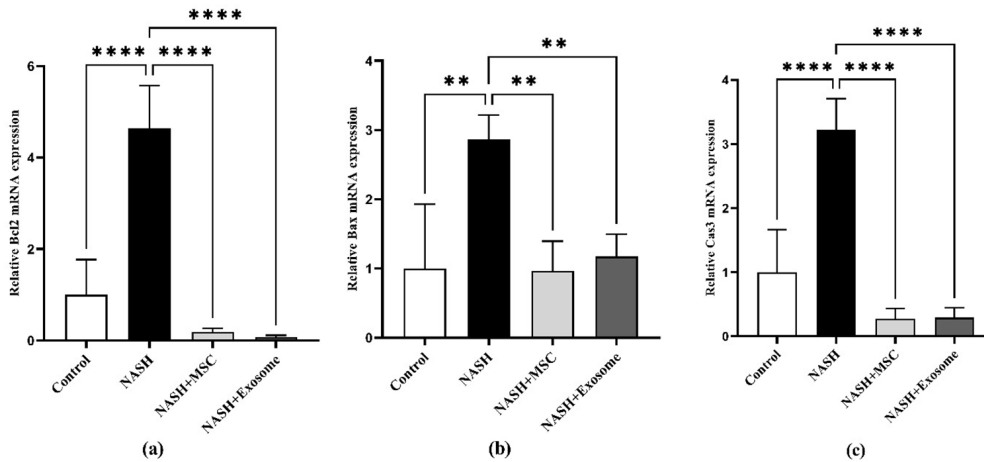 ****
**** ****
Relative Bcl2 mRNA expression
6
4
2
0
Control
NASH
NASH+MSC
NASH+Exosome
(a)
**
** **
Relative Bax mRNA expression
4
3
2
1
0
Control
NASH
NASH+MSC
NASH+Exosome
(b)
****
**** ****
Relative Cas3 mRNA expression
4
3
2
1
0
Control
NASH
NASH+MSC
NASH+Exosome
(c)